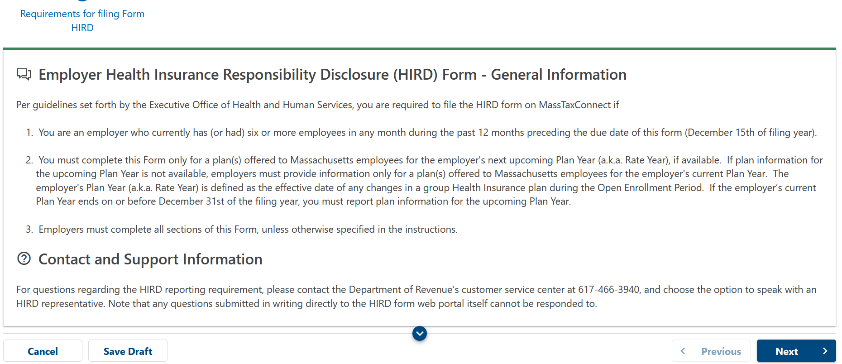 Requirements for filing Form
HIRD
Employer Health Insurance Responsibility Disclosure (HIRD) Form - General Information
Per guidelines set forth by the Executive Office of Health and Human Services, you are required to file the HIRD form on MassTaxConnect if
1. You are an employer who currently has (or had) six or more employees in any month during the past 12 months preceding the due date of this form (December 15th of filing year).
2. You must complete this Form only for a plan(s) offered to Massachusetts employees for the employer's next upcoming Plan Year (a.k.a. Rate Year), if available. If plan information for
the upcoming Plan Year is not available, employers must provide information only for a plan(s) offered to Massachusetts employees for the employer's current Plan Year. The
employer's Plan Year (a.k.a. Rate Year) is defined as the effective date of any changes in a group Health Insurance plan during the Open Enrollment Period. If the employer's current
Plan Year ends on or before December 31st of the filing year, you must report plan information for the upcoming Plan Year.
3. Employers must complete all sections of this Form, unless otherwise specified in the instructions.
Contact and Support Information
For questions regarding the HIRD reporting requirement, please contact the Department of Revenue's customer service center at 617-466-3940, and choose the option to speak with an
HIRD representative. Note that any questions submitted in writing directly to the HIRD form web portal itself cannot be responded to.
Cancel
Save Draft
Previous
Next